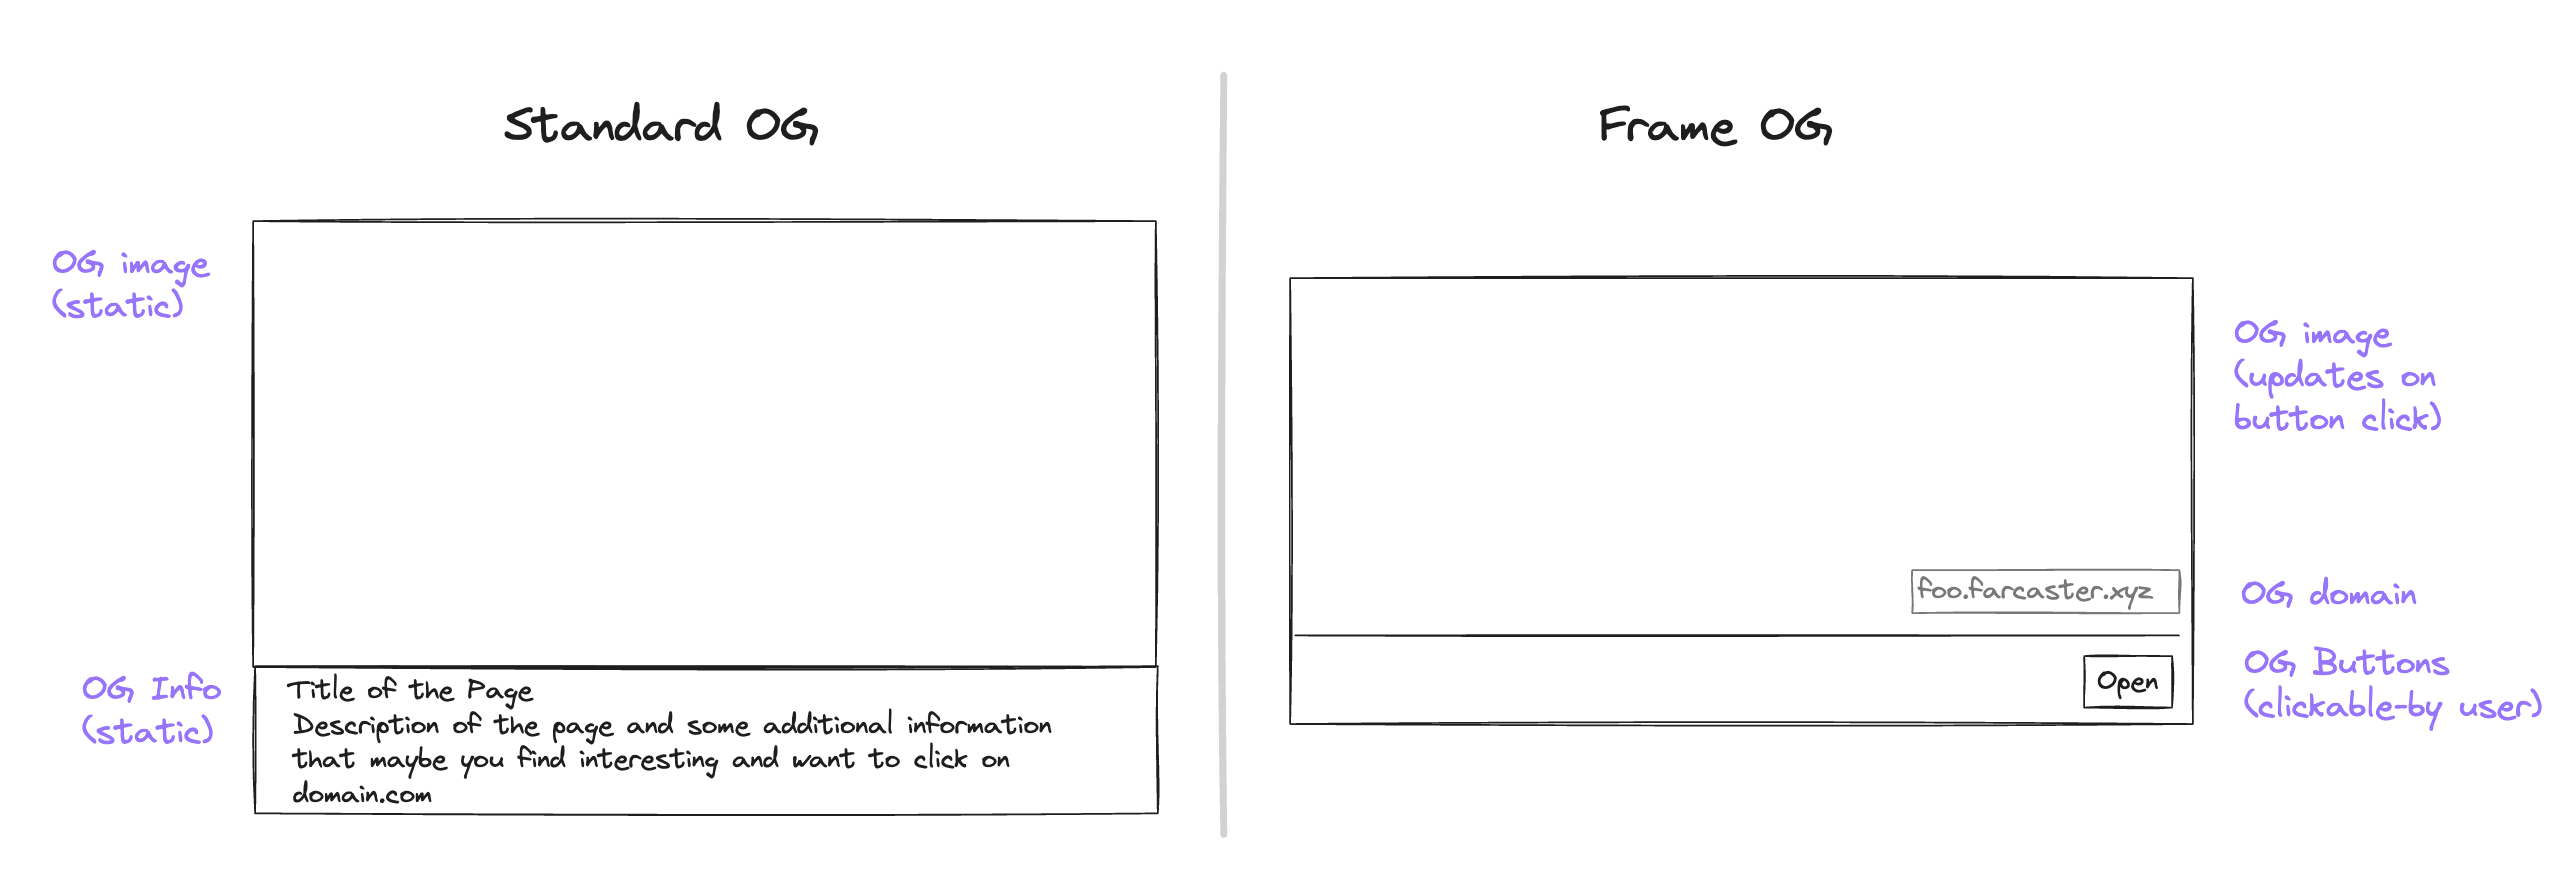 Standard OG
OG image
(static)
OG Info
(static)
Title of the Page
Description of the page and some additional information
that maybe you find interesting and want to click on
domain.com
Frame OG
OG image
(updates on
button click)
foo.farcaster.xyz
OG domain
Open
OG Buttons
(clickable-by user)